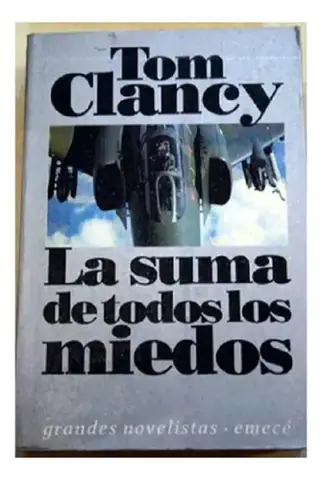 Tom
Clancy
La suma
de todos los
miedos
grandes novelistas · emecé